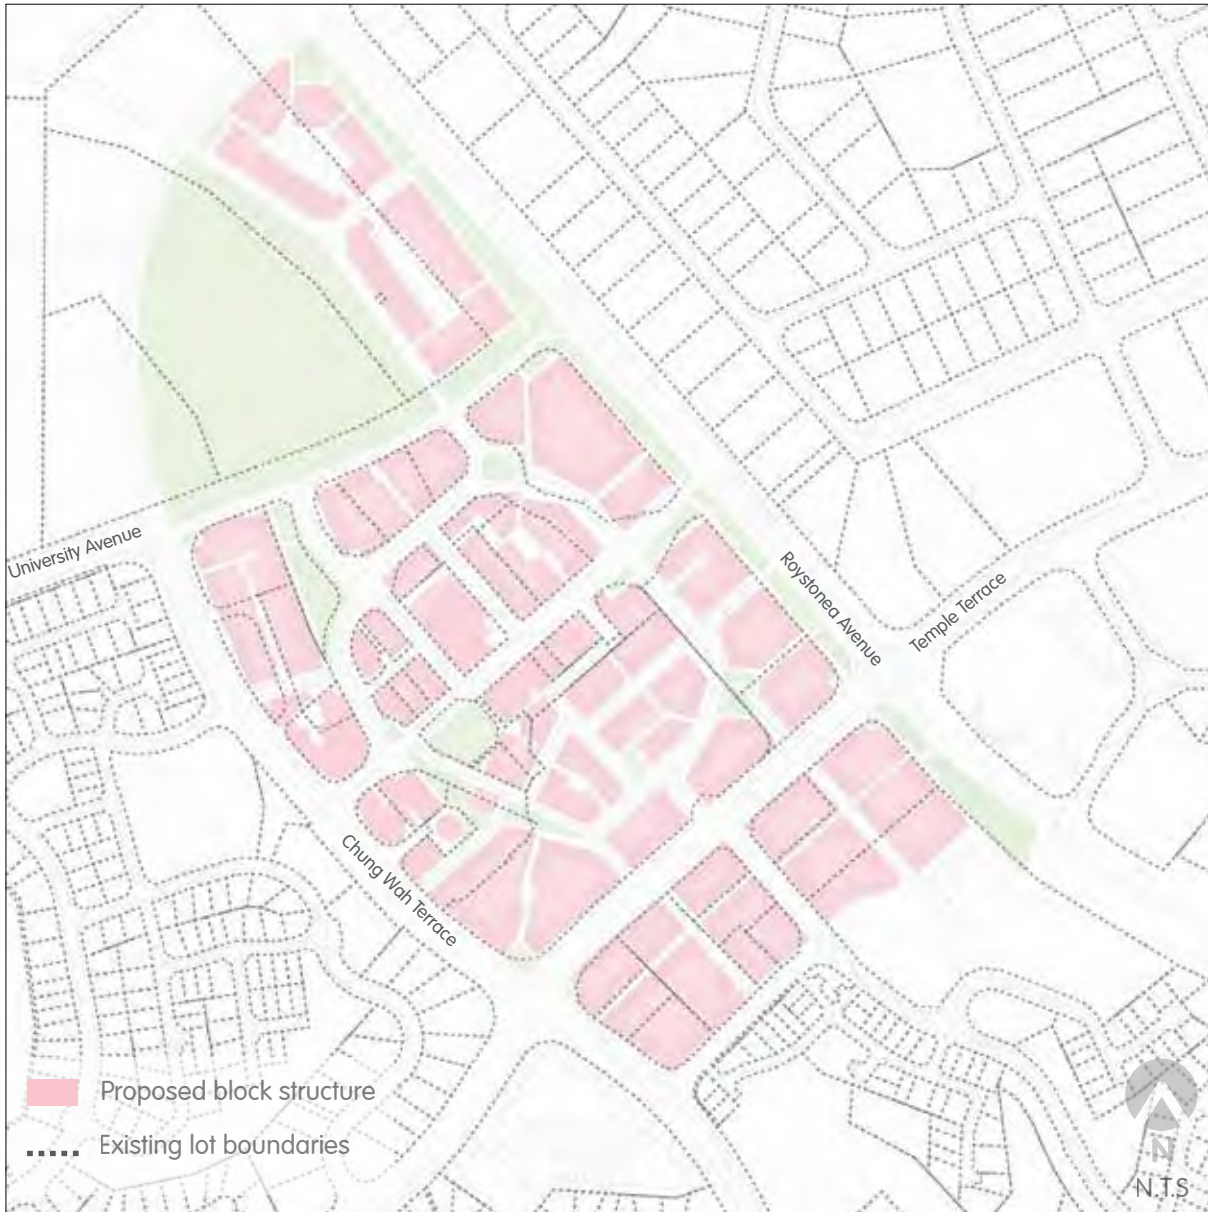 University Avenue
Roystonea Avenue
Temple Terrace
Chung Wah Terrace
Proposed block structure
Existing lot boundaries
N
N.T.S